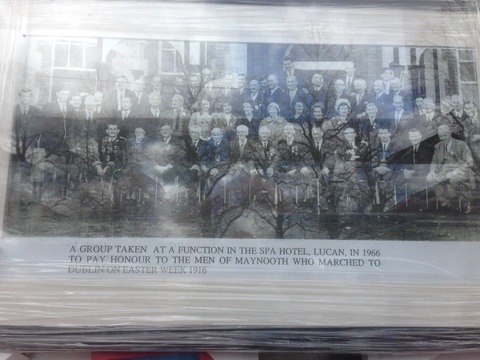 A GROUP TAKEN AT A FUNCTION IN THE SPA HOTEL, LUCAN, IN 1966
TO PAY HONOUR TO THE MEN OF MAYNOOTH WHO MARCHED TO
DUBLIN ON EASTER WEEK 1916